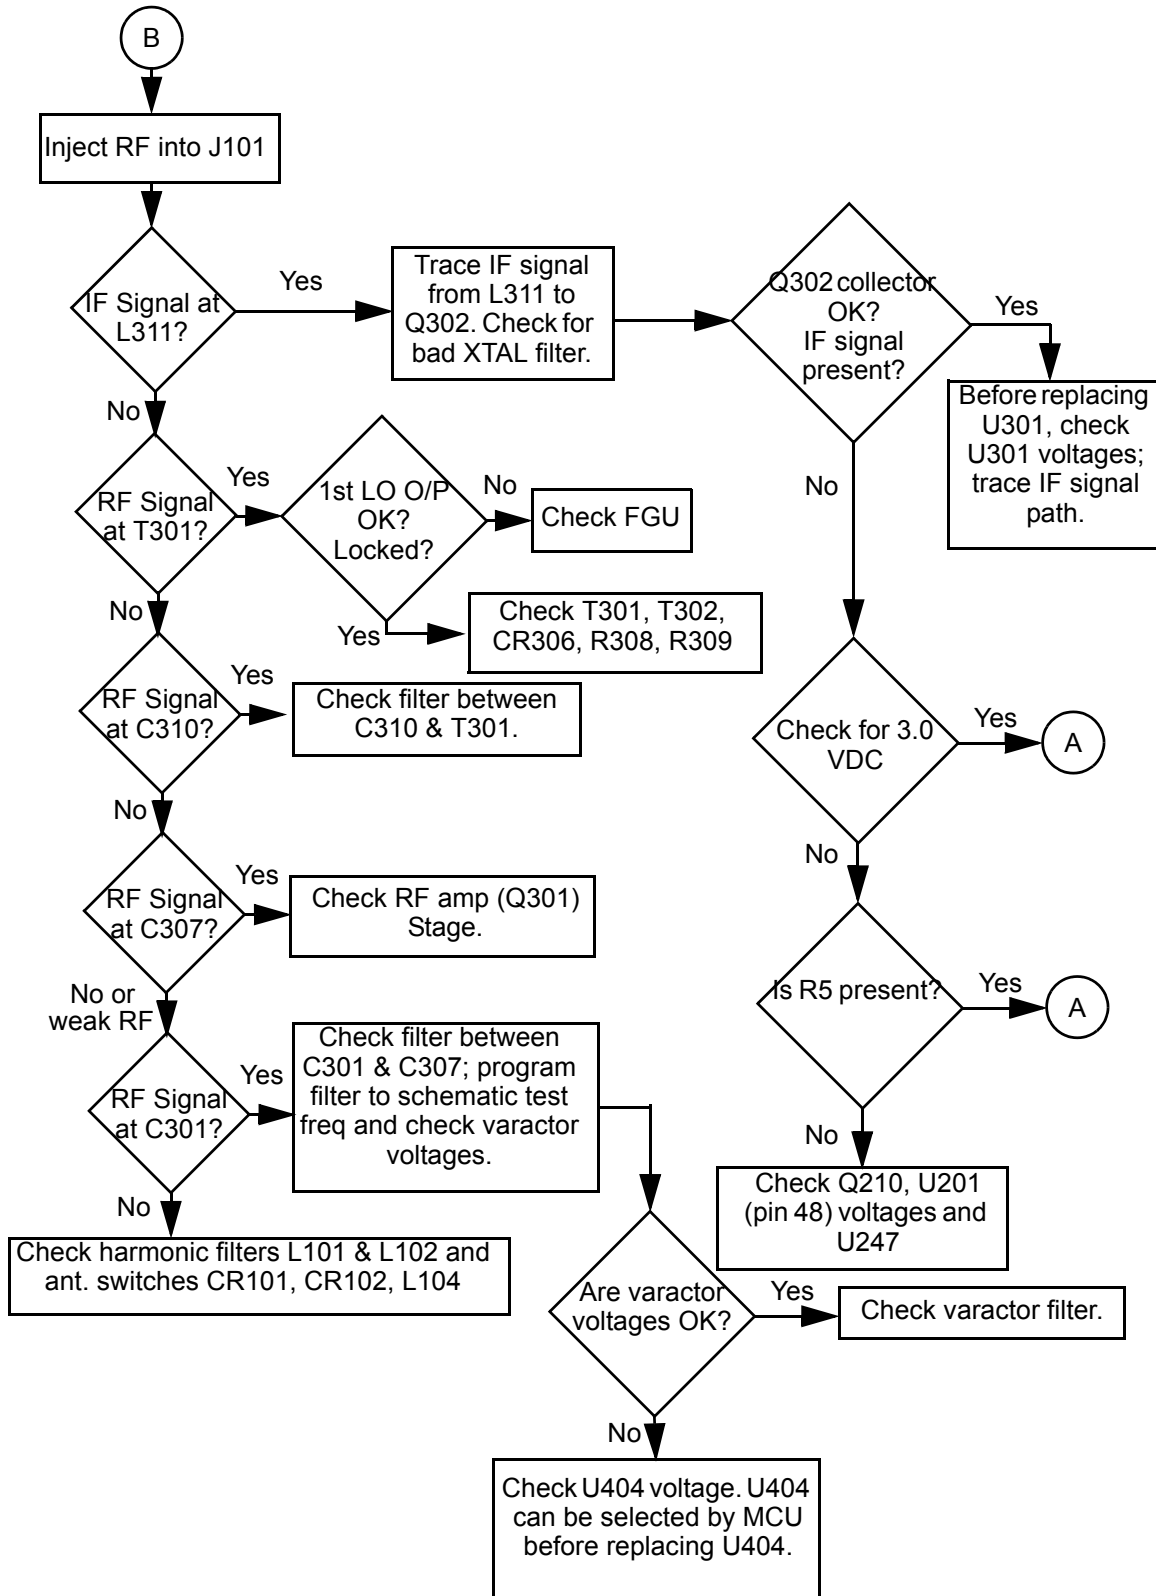 B
Inject RF into J101
IF Signal at
L311?
Yes
Trace IF signal
from L311 to
Q302. Check for
bad XTAL filter.
Q302 collector
OK?
IF signal
present?
Yes
Before replacing
U301, check
U301 voltages;
trace IF signal
path.
No
No
RF Signal
at T301?
Yes
1st LO O/P
OK?
Locked?
No
Check FGU
Yes
Check T301, T302,
CR306, R308, R309
No
RF Signal
at C310?
Yes
Check filter between
C310 & T301.
Check for 3.0
VDC
Yes
A
No
No
RF Signal
at C307?
Yes
Check RF amp (Q301)
Stage.
Is R5 present?
Yes
A
No or
weak RF
RF Signal
at C301?
Yes
Check filter between
C301 & C307; program
filter to schematic test
freq and check varactor
voltages.
No
Check Q210, U201
(pin 48) voltages and
U247
No
Check harmonic filters L101 & L102 and
ant. switches CR101, CR102, L104
Are varactor
voltages OK?
Yes
Check varactor filter.
No
Check U404 voltage. U404
can be selected by MCU
before replacing U404.